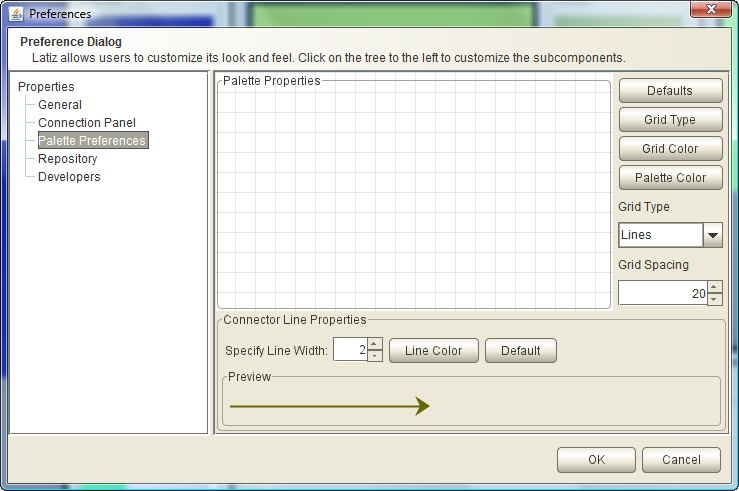 Preferences
Preference Dialog
Latiz allows users to customize its look and feel. Click on the tree to the left to customize the subcomponents.
Properties
General
Connection Panel
Palette Preferences
Repository
Developers
Palette Properties
Defaults
Grid Type
Grid Color
Palette Color
Grid Type
Lines
Grid Spacing
20
Connector Line Properties
Specify Line Width: 2 Line Color Default
Preview
OK Cancel